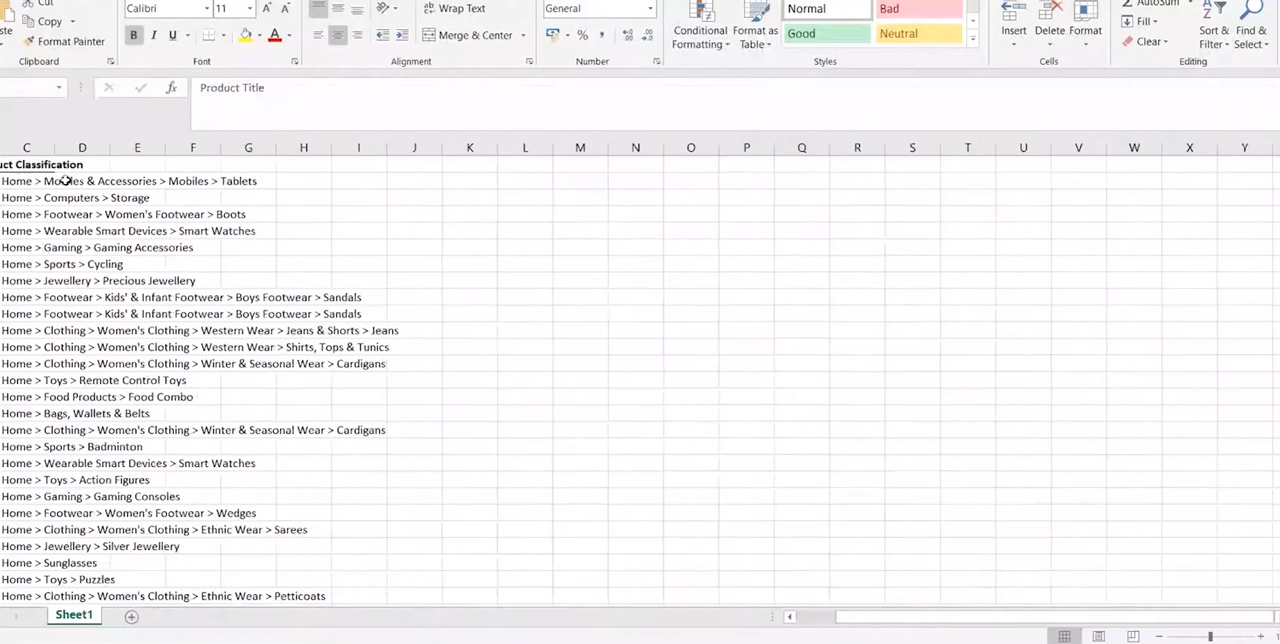 Cut
Calibri 11 A A Wrap Text General Normal Bad AutoSum
Copy
Format Painter B I U A Merge & Center % , Conditional Formatting Format as Table Good Neutral Insert Delete Format Fill Clear Sort & Filter Find & Select
Clipboard Font Alignment Number Styles Cells Editing
fx Product Title
C D E F G H I J K L M N O P Q R S T U V W X Y
uct Classification
Home > Mobiles & Accessories > Mobiles > Tablets
Home > Computers > Storage
Home > Footwear > Women's Footwear > Boots
Home > Wearable Smart Devices > Smart Watches
Home > Gaming > Gaming Accessories
Home > Sports > Cycling
Home > Jewellery > Precious Jewellery
Home > Footwear > Kids' & Infant Footwear > Boys Footwear > Sandals
Home > Footwear > Kids' & Infant Footwear > Boys Footwear > Sandals
Home > Clothing > Women's Clothing > Western Wear > Jeans & Shorts > Jeans
Home > Clothing > Women's Clothing > Western Wear > Shirts, Tops & Tunics
Home > Clothing > Women's Clothing > Winter & Seasonal Wear > Cardigans
Home > Toys > Remote Control Toys
Home > Food Products > Food Combo
Home > Bags, Wallets & Belts
Home > Clothing > Women's Clothing > Winter & Seasonal Wear > Cardigans
Home > Sports > Badminton
Home > Wearable Smart Devices > Smart Watches
Home > Toys > Action Figures
Home > Gaming > Gaming Consoles
Home > Footwear > Women's Footwear > Wedges
Home > Clothing > Women's Clothing > Ethnic Wear > Sarees
Home > Jewellery > Silver Jewellery
Home > Sunglasses
Home > Toys > Puzzles
Home > Clothing > Women's Clothing > Ethnic Wear > Petticoats
Sheet1